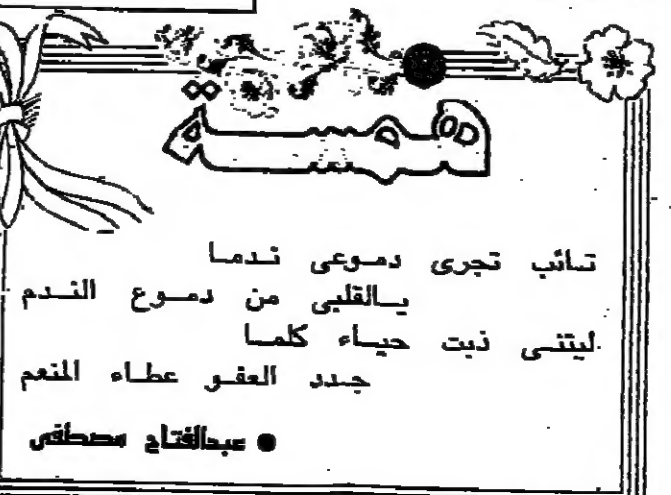 همسة
تائب تجرى دموعى ندما
يالقلبى من دموع الندم
ليتنى ذبت حياء كلما
جدد العفو عطاء المنعم
● عبدالفتاح مصطفى